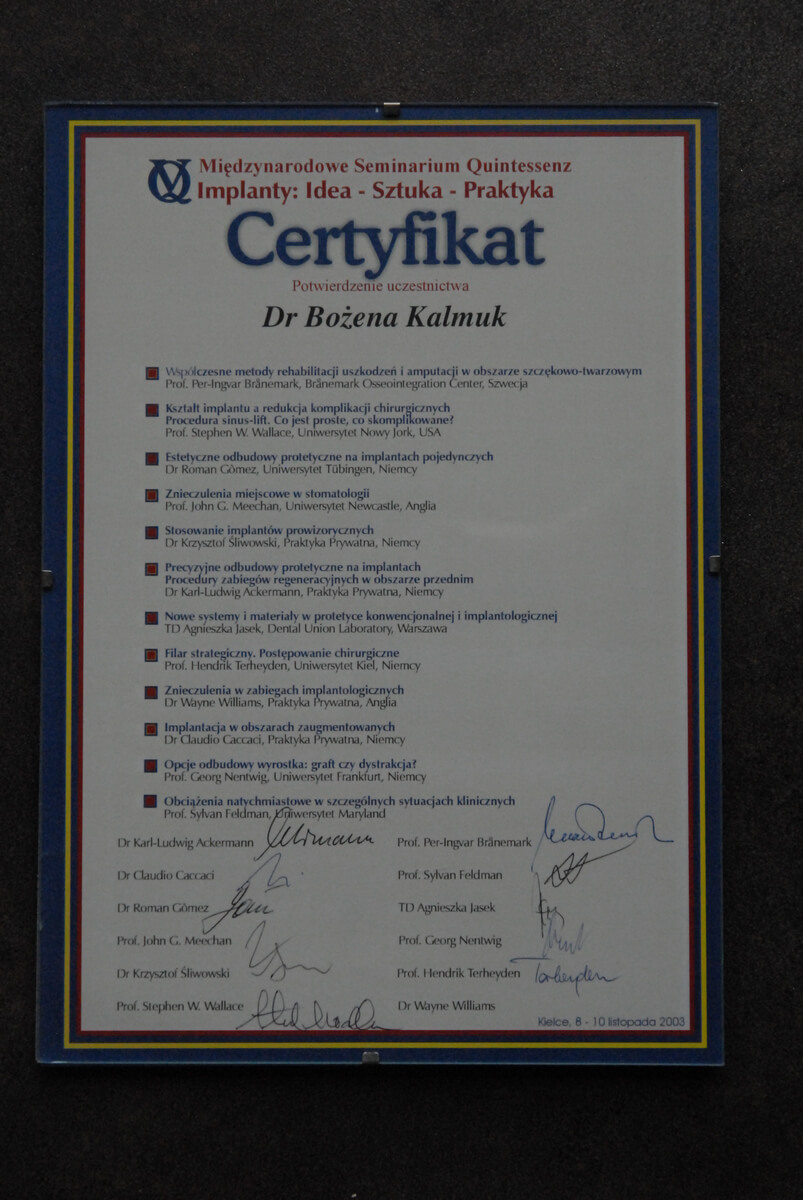 Międzynarodowe Seminarium Quintessenz
Implanty: Idea - Sztuka - Praktyka
Certyfikat
Potwierdzenie uczestnictwa
Dr Bożena Kalmuk
Współczesne metody rehabilitacji uszkodzeń i amputacji w obszarze szczękowo-twarzowym
Prof. Per-Ingvar Brånemark, Brånemark Osseointegration Center, Szwecja
Kształt implantu a redukcja komplikacji chirurgicznych
Procedura sinus-lift. Co jest proste, co skomplikowane?
Prof. Stephen W. Wallace, Uniwersytet Nowy Jork, USA
Estetyczne odbudowy protetyczne na implantach pojedynczych
Dr Roman Gômez, Uniwersytet Tübingen, Niemcy
Znieczulenia miejscowe w stomatologii
Prof. John G. Meechan, Uniwersytet Newcastle, Anglia
Stosowanie implantów prowizorycznych
Dr Krzysztof Śliwowski, Praktyka Prywatna, Niemcy
Precyzyjne odbudowy protetyczne na implantach
Procedury zabiegów regeneracyjnych w obszarze przednim
Dr Karl-Ludwig Ackermann, Praktyka Prywatna, Niemcy
Nowe systemy i materiały w protetyce konwencjonalnej i implantologicznej
TD Agnieszka Jasek, Dental Union Laboratory, Warszawa
Filar strategiczny. Postępowanie chirurgiczne
Prof. Hendrik Terheyden, Uniwersytet Kiel, Niemcy
Znieczulenia w zabiegach implantologicznych
Dr Wayne Williams, Praktyka Prywatna, Anglia
Implantacja w obszarach zaugmentowanych
Dr Claudio Caccaci, Praktyka Prywatna, Niemcy
Opcje odbudowy wyrostka: graft czy dystrakcja?
Prof. Georg Nentwig, Uniwersytet Frankfurt, Niemcy
Obciążenia natychmiastowe w szczególnych sytuacjach klinicznych
Prof. Sylvan Feldman, Uniwersytet Maryland
Dr Karl-Ludwig Ackermann Prof. Per-Ingvar Brånemark
Dr Claudio Caccaci Prof. Sylvan Feldman
Dr Roman Gômez TD Agnieszka Jasek
Prof. John G. Meechan Prof. Georg Nentwig
Dr Krzysztof Śliwowski Prof. Hendrik Terheyden Terheyden
Prof. Stephen W. Wallace Dr Wayne Williams
Kielce, 8 - 10 listopada 2003